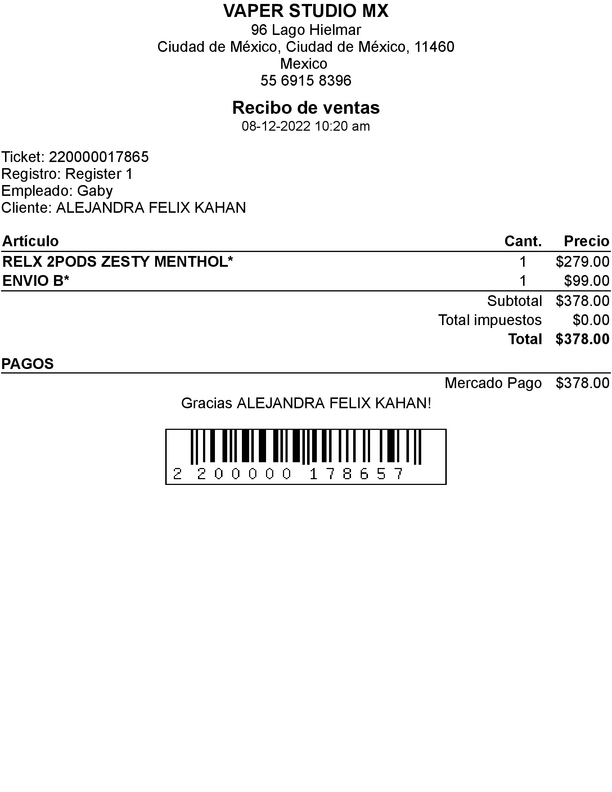 VAPER STUDIO MX
96 Lago Hielmar
Ciudad de México, Ciudad de México, 11460
Mexico
55 6915 8396
Recibo de ventas
08-12-2022 10:20 am
Ticket: 220000017865
Registro: Register 1
Empleado: Gaby
Cliente: ALEJANDRA FELIX KAHAN
Artículo Cant. Precio
RELX 2PODS ZESTY MENTHOL* 1 $279.00
ENVIO B* 1 $99.00
Subtotal $378.00
Total impuestos $0.00
Total $378.00
PAGOS
Mercado Pago $378.00
Gracias ALEJANDRA FELIX KAHAN!
2 200000 178657